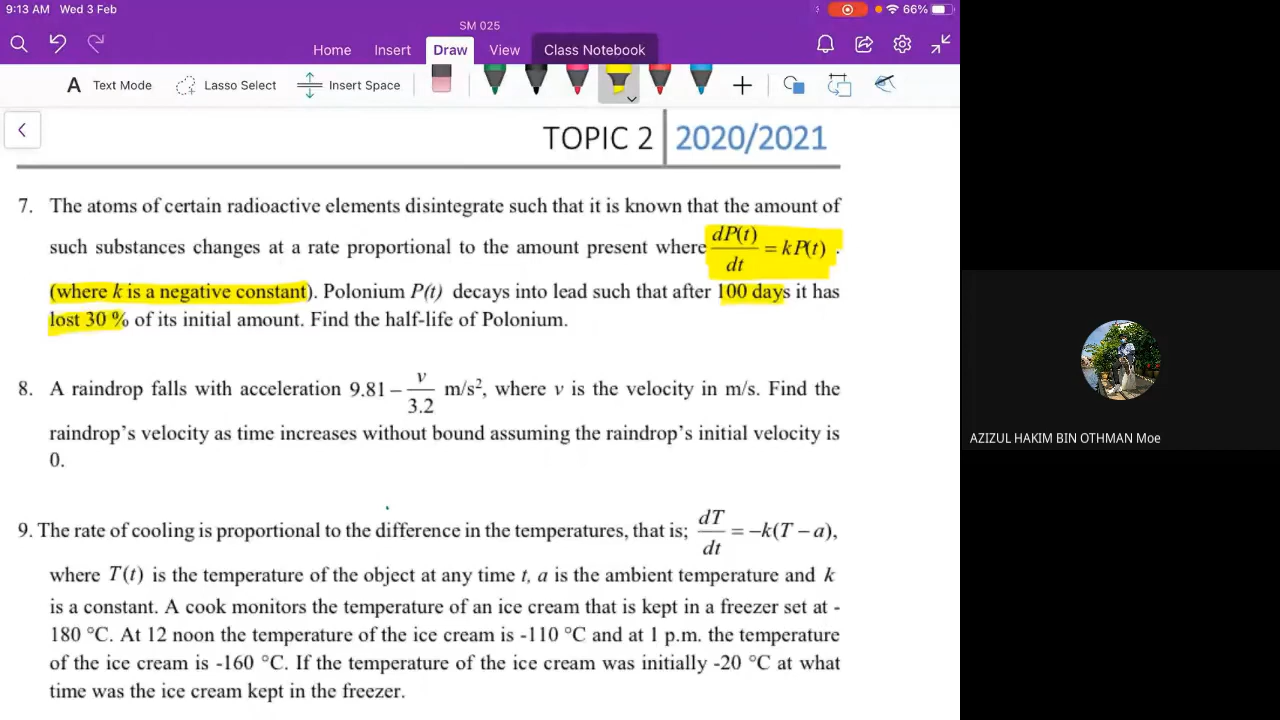 9:13 AM Wed 3 Feb
66%
SM 025
Home Insert Draw View Class Notebook
A Text Mode Lasso Select Insert Space
TOPIC 2 2020/2021
7. The atoms of certain radioactive elements disintegrate such that it is known that the amount of
such substances changes at a rate proportional to the amount present where dP(t)/dt = kP(t) .
(where k is a negative constant). Polonium P(t) decays into lead such that after 100 days it has
lost 30 % of its initial amount. Find the half-life of Polonium.
8. A raindrop falls with acceleration 9.81 – v/3.2 m/s², where v is the velocity in m/s. Find the
raindrop's velocity as time increases without bound assuming the raindrop's initial velocity is
0.
9. The rate of cooling is proportional to the difference in the temperatures, that is; dT/dt = –k(T – a),
where T(t) is the temperature of the object at any time t, a is the ambient temperature and k
is a constant. A cook monitors the temperature of an ice cream that is kept in a freezer set at -
180 °C. At 12 noon the temperature of the ice cream is -110 °C and at 1 p.m. the temperature
of the ice cream is -160 °C. If the temperature of the ice cream was initially -20 °C at what
time was the ice cream kept in the freezer.
AZIZUL HAKIM BIN OTHMAN Moe